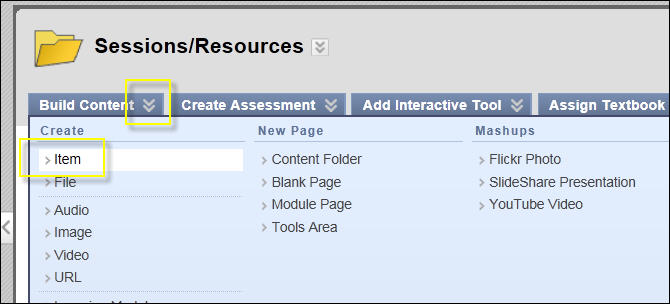 Sessions/Resources
Build Content Create Assessment Add Interactive Tool Assign Textbook
Create
Item
File
Audio
Image
Video
URL
New Page
Content Folder
Blank Page
Module Page
Tools Area
Mashups
Flickr Photo
SlideShare Presentation
YouTube Video